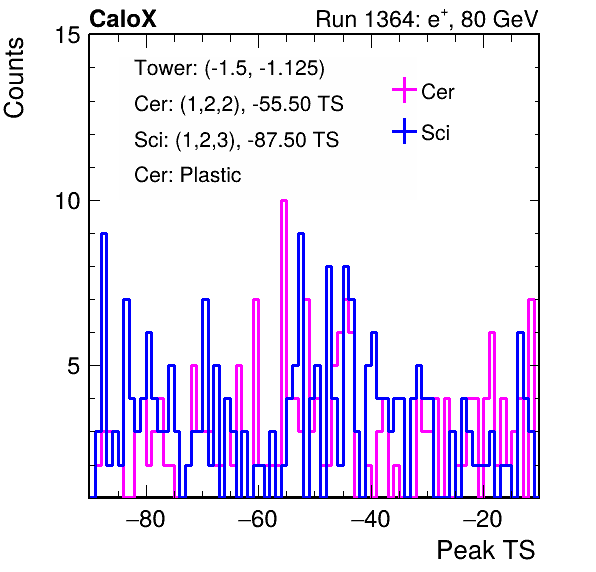 CaloX Run 1364: e⁺, 80 GeV
Counts
15
10
5
Tower: (-1.5, -1.125)
Cer: (1,2,2), -55.50 TS
Sci: (1,2,3), -87.50 TS
Cer: Plastic
Cer
Sci
−80 −60 −40 −20
Peak TS